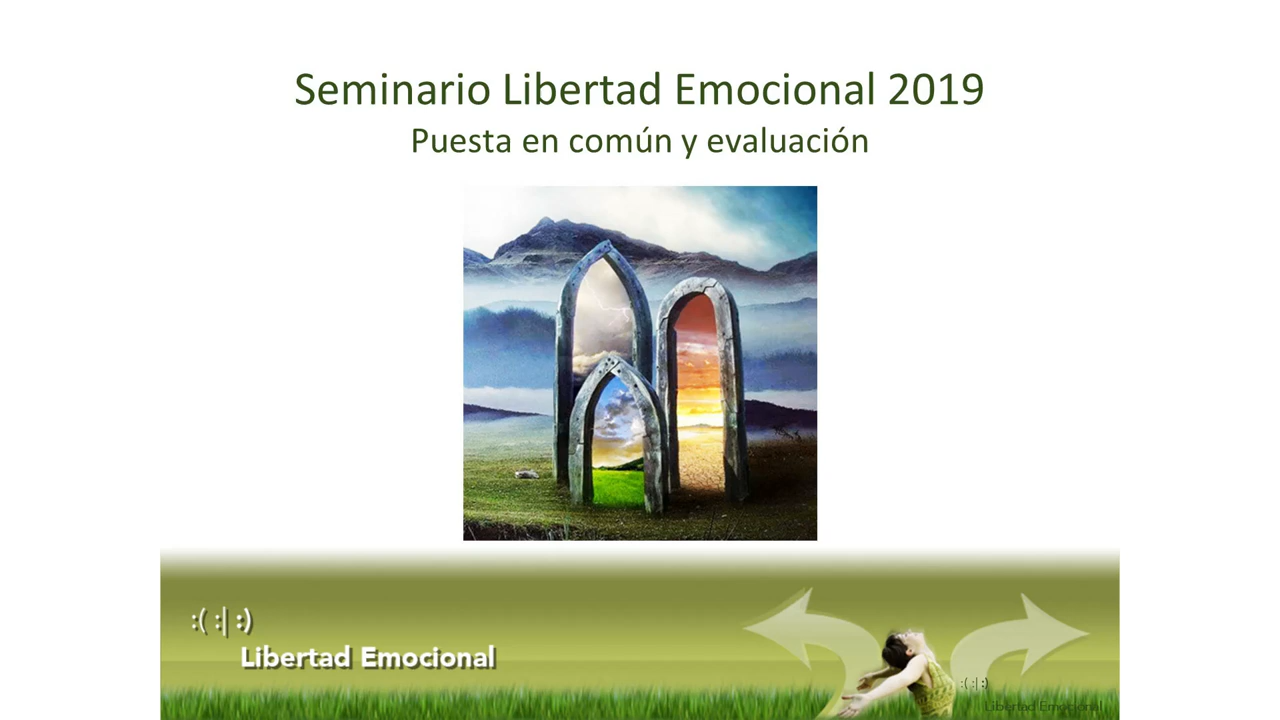 Seminario Libertad Emocional 2019
Puesta en común y evaluación
:( :| :)
Libertad Emocional
:( :| :)
Libertad Emocional